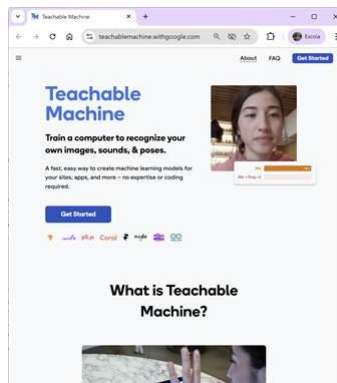 Teachable Machine
teachablemachine.withgoogle.com
Escola
About FAQ Get Started
Teachable
Machine
Train a computer to recognize your
own images, sounds, & poses.
A fast, easy way to create machine learning models for
your sites, apps, and more – no expertise or coding
required.
Get Started
Coral
node
What is Teachable
Machine?